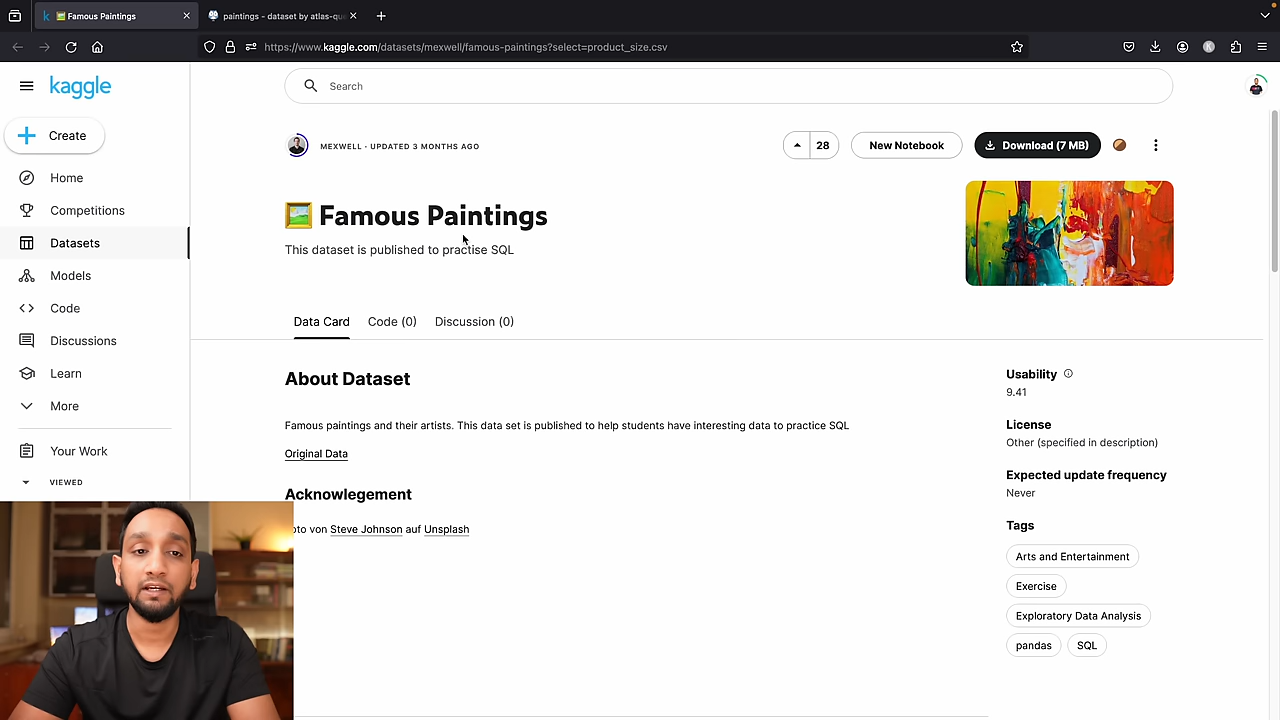 Famous Paintings
paintings - dataset by atlas-qu
https://www.kaggle.com/datasets/mexwell/famous-paintings?select=product_size.csv
K
kaggle
Search
Create
Home
Competitions
Datasets
Models
Code
Discussions
Learn
More
Your Work
VIEWED
MEXWELL · UPDATED 3 MONTHS AGO
28
New Notebook
Download (7 MB)
Famous Paintings
This dataset is published to practise SQL
Data Card
Code (0)
Discussion (0)
About Dataset
Famous paintings and their artists. This data set is published to help students have interesting data to practice SQL
Original Data
Acknowlegement
oto von Steve Johnson auf Unsplash
Usability
9.41
License
Other (specified in description)
Expected update frequency
Never
Tags
Arts and Entertainment
Exercise
Exploratory Data Analysis
pandas
SQL